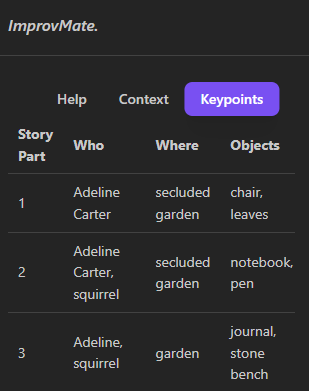 ImprovMate.
Help Context Keypoints
Story Part Who Where Objects
1 Adeline Carter secluded garden chair, leaves
2 Adeline Carter, squirrel secluded garden notebook, pen
3 Adeline, squirrel garden journal, stone bench